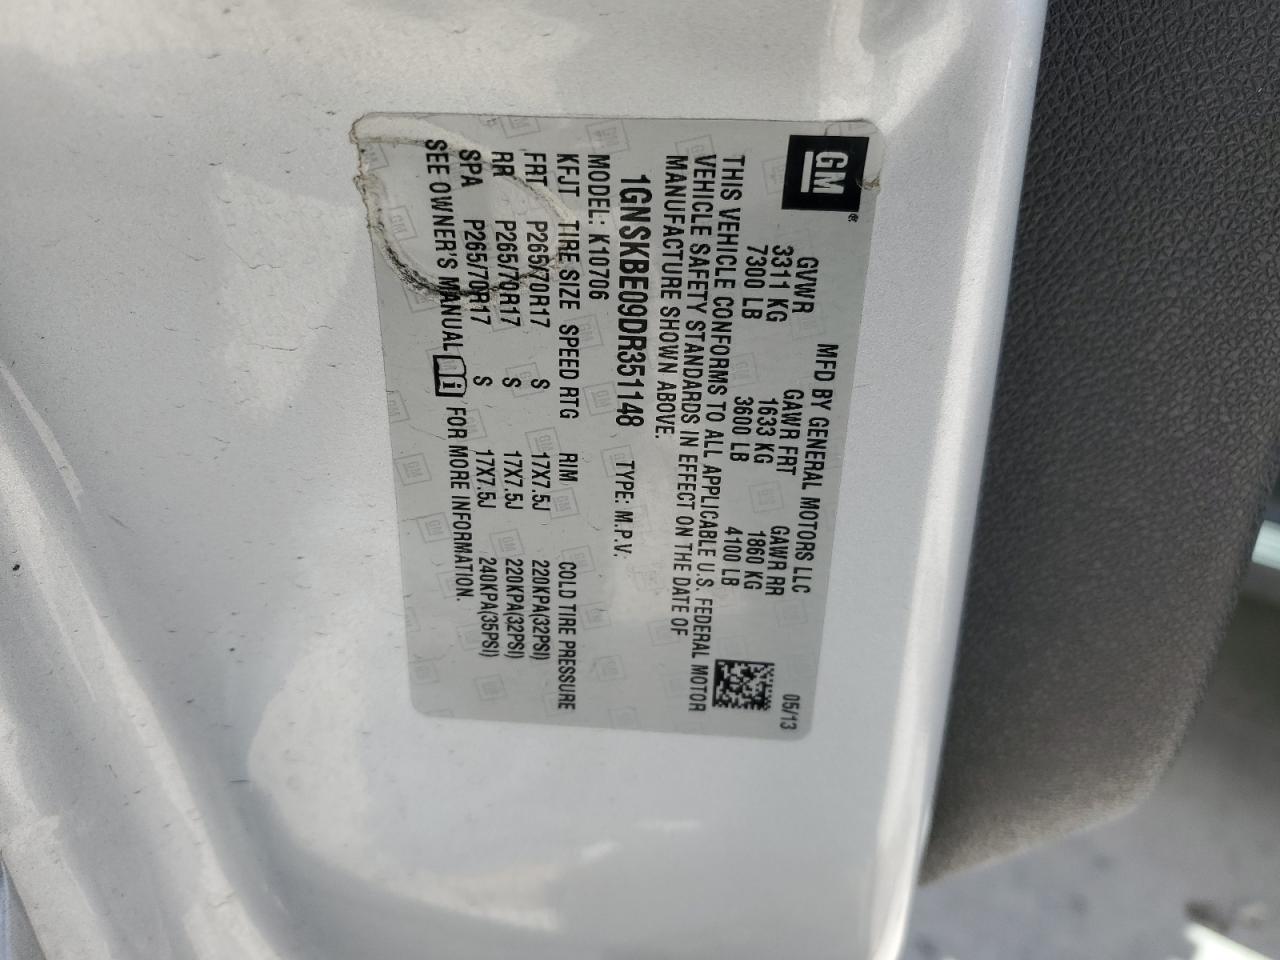 GM
MFD BY GENERAL MOTORS LLC 05/13
GVWR GAWR FRT GAWR RR
3311 KG 1633 KG 1860 KG
7300 LB 3600 LB 4100 LB
THIS VEHICLE CONFORMS TO ALL APPLICABLE U.S. FEDERAL MOTOR
VEHICLE SAFETY STANDARDS IN EFFECT ON THE DATE OF
MANUFACTURE SHOWN ABOVE.
1GNSKBE09DR351148 TYPE: M.P.V.
MODEL: K10706
KFJT TIRE SIZE SPEED RTG RIM COLD TIRE PRESSURE
FRT P265/70R17 S 17X7.5J 220KPA(32PSI)
RR P265/70R17 S 17X7.5J 220KPA(32PSI)
SPA P265/70R17 S 17X7.5J 240KPA(35PSI)
SEE OWNER'S MANUAL FOR MORE INFORMATION.